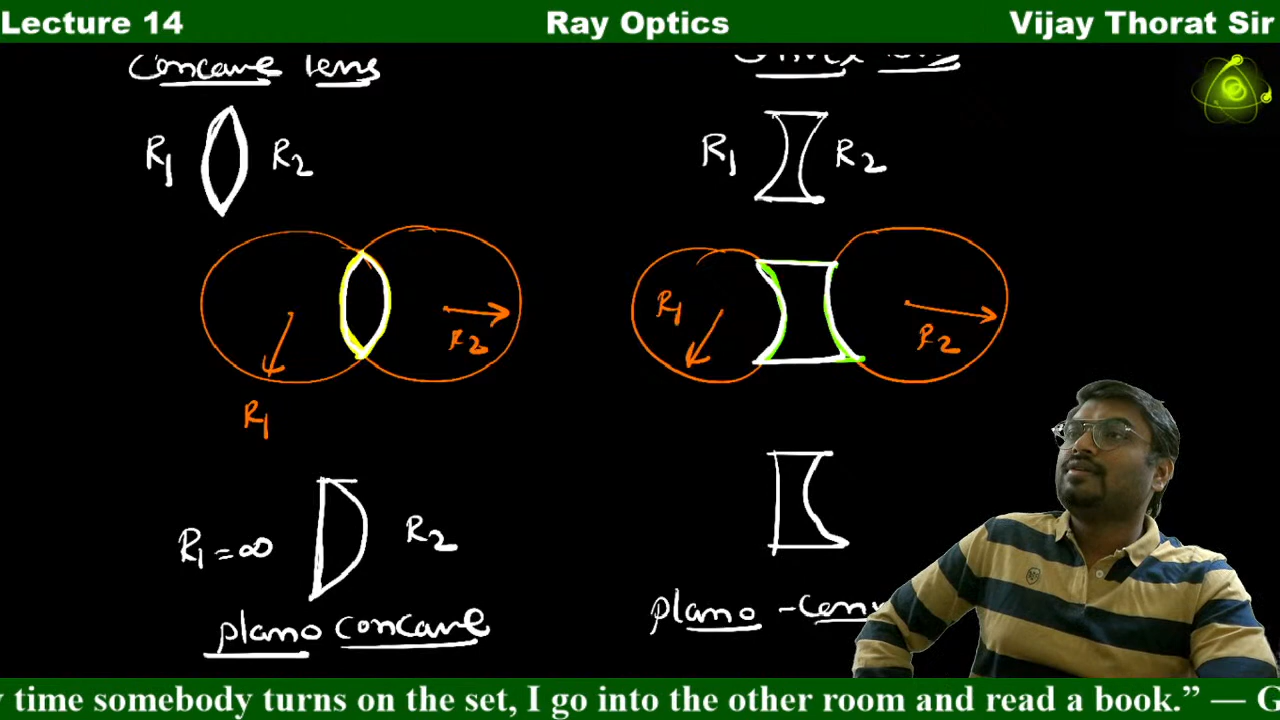 Lecture 14 Ray Optics Vijay Thorat Sir
Concave lens
R1 R2
R1 R2
R2
R1
R1
R2
R1=∞ R2
plano concave
plano -Conv
y time somebody turns on the set, I go into the other room and read a book.” — G